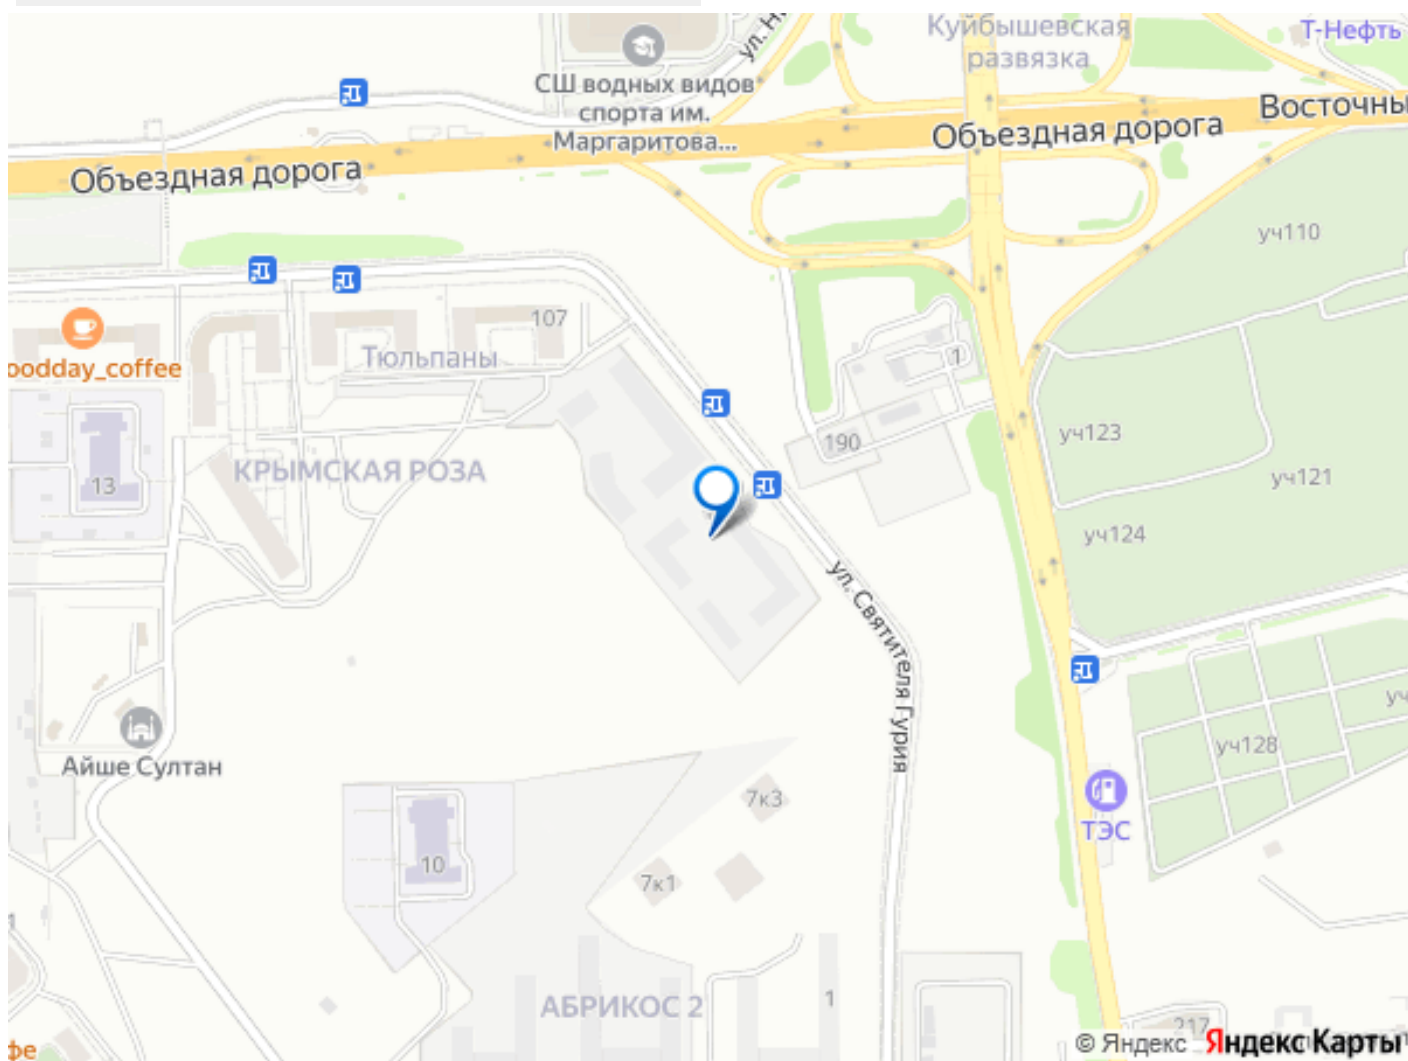 Куйбышевская
развязка
Т-Нефть
СШ водных видов
спорта им.
Маргаритова...
Объездная дорога
Восточны
Объездная дорога
уч110
107
oodday_coffee
Тюльпаны
1
190
уч123
КРЫМСКАЯ РОЗА
13
уч121
уч124
ул. Святителя Гурия
Айше Султан
уч128
7к3
ТЭС
10
7к1
АБРИКОС 2
1
217
фе
© Яндекс Яндекс Карты